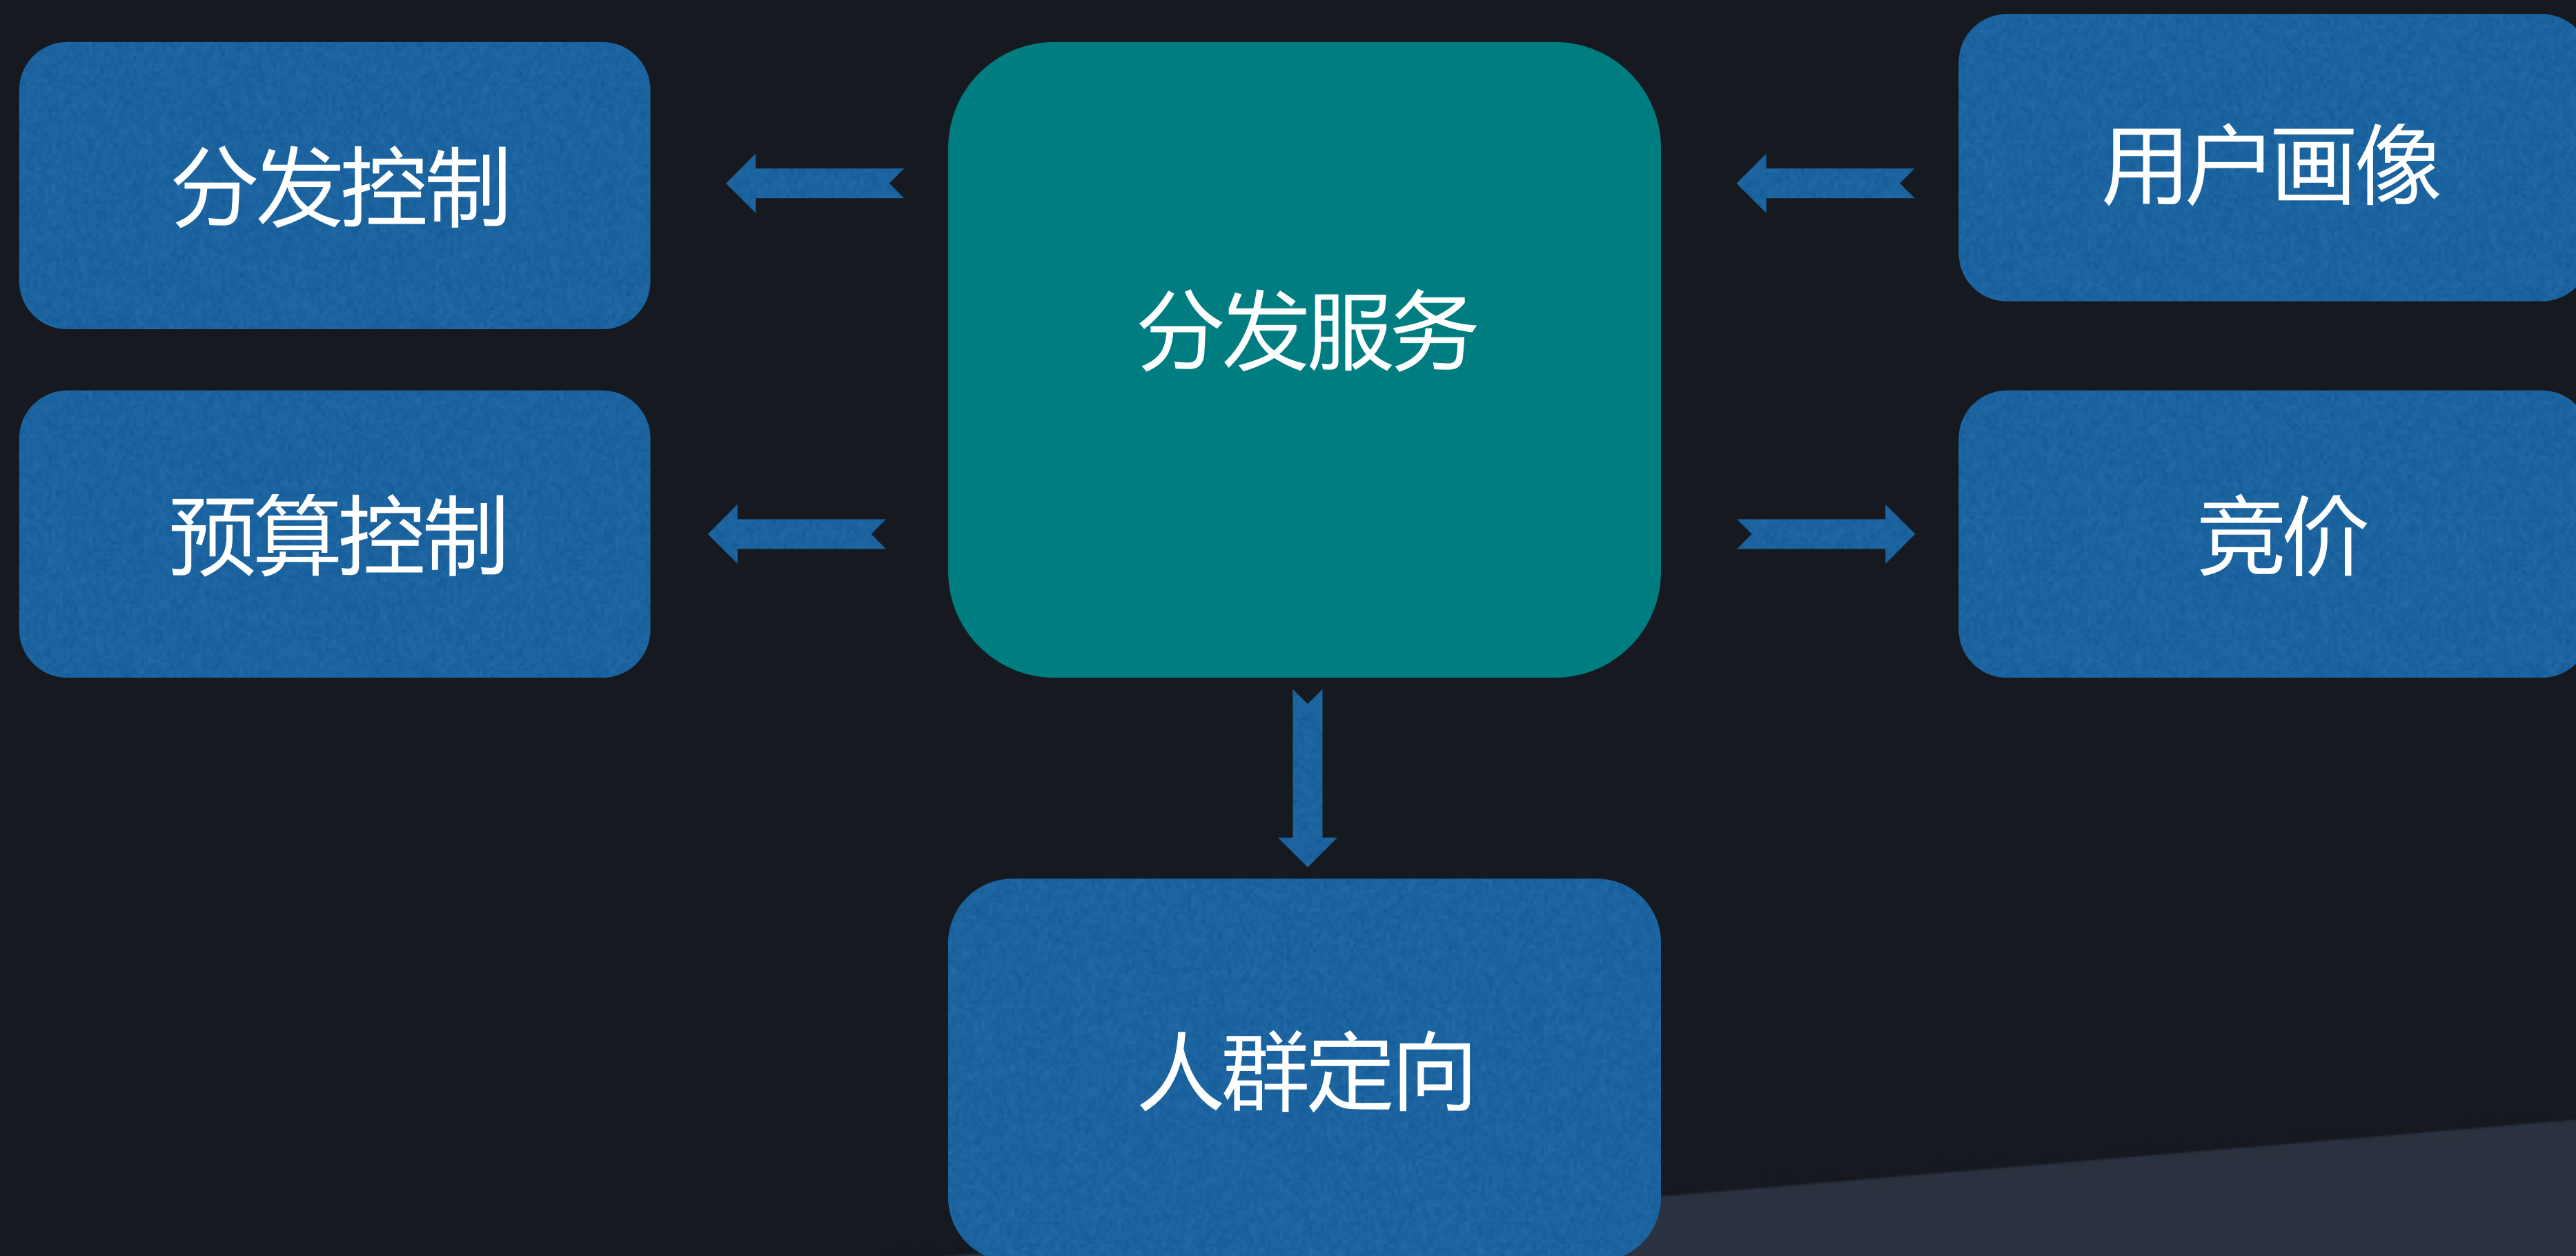 分发控制
分发服务
用户画像
预算控制
竞价
人群定向